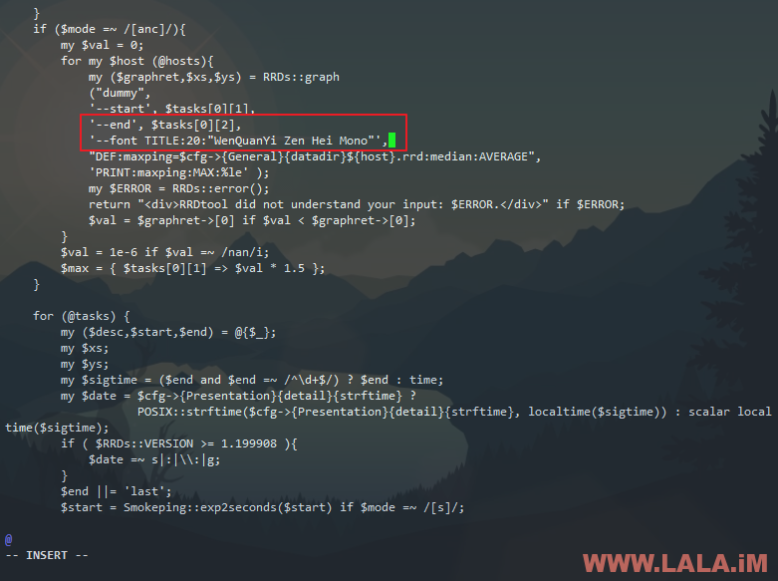 }
    if ($mode =~ /[anc]/){
        my $val = 0;
        for my $host (@hosts){
            my ($graphret,$xs,$ys) = RRDs::graph
            ("dummy",
            '--start', $tasks[0][1],
            '--end', $tasks[0][2],
            '--font TITLE:20:"WenQuanYi Zen Hei Mono"',
            "DEF:maxping=$cfg->{General}{datadir}${host}.rrd:median:AVERAGE",
            'PRINT:maxping:MAX:%le' );
            my $ERROR = RRDs::error();
            return "<div>RRDtool did not understand your input: $ERROR.</div>" if $ERROR;
            $val = $graphret->[0] if $val < $graphret->[0];
        }
        $val = 1e-6 if $val =~ /nan/i;
        $max = { $tasks[0][1] => $val * 1.5 };
    }

    for (@tasks) {
        my ($desc,$start,$end) = @{$_};
        my $xs;
        my $ys;
        my $sigtime = ($end and $end =~ /^\d+$/) ? $end : time;
        my $date = $cfg->{Presentation}{detail}{strftime} ?
                   POSIX::strftime($cfg->{Presentation}{detail}{strftime}, localtime($sigtime)) : scalar local
time($sigtime);
        if ( $RRDs::VERSION >= 1.199908 ){
            $date =~ s|:|\\:|g;
        }
        $end ||= 'last';
        $start = Smokeping::exp2seconds($start) if $mode =~ /[s]/;

@
-- INSERT --
WWW.LALA.iM